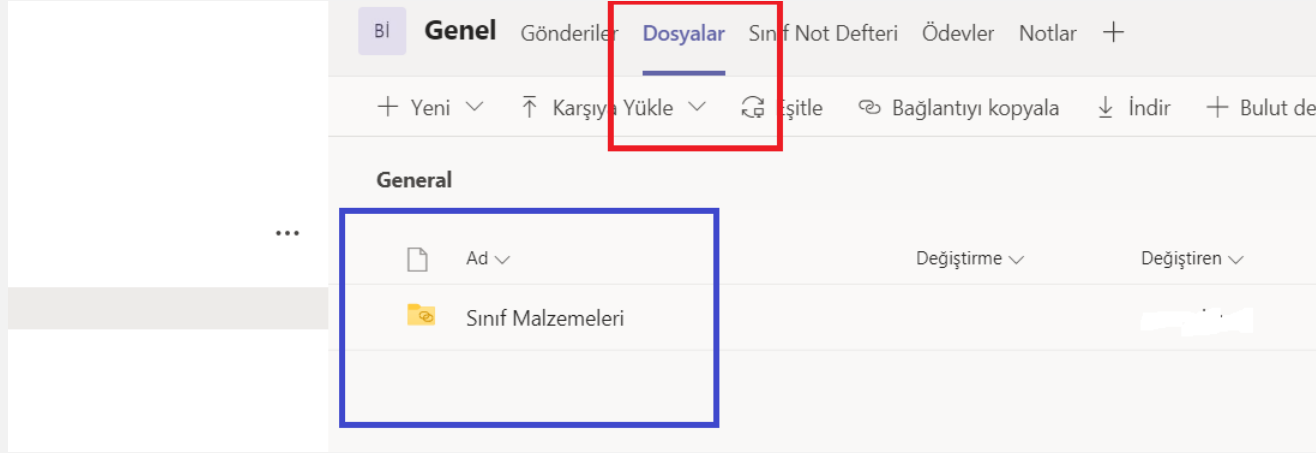 Bİ Genel Gönderiler Dosyalar Sınıf Not Defteri Ödevler Notlar
Yeni Karşıya Yükle Eşitle Bağlantıyı kopyala İndir Bulut de
General
Ad Değiştirme Değiştiren
Sınıf Malzemeleri